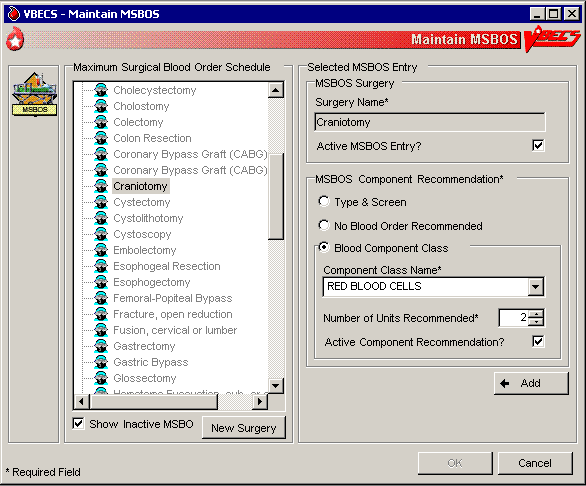 VBECS - Maintain MSBOS
Maintain MSBOS VBECS
MSBOS
Maximum Surgical Blood Order Schedule
Cholecystectomy
Cholostomy
Colectomy
Colon Resection
Coronary Bypass Graft (CABG)
Coronary Bypass Graft (CABG)
Craniotomy
Cystectomy
Cystolithotomy
Cystoscopy
Embolectomy
Esophogeal Resection
Esophogectomy
Femoral-Popiteal Bypass
Fracture, open reduction
Fusion, cervical or lumber
Gastrectomy
Gastric Bypass
Glossectomy
Show Inactive MSBO
New Surgery
* Required Field
Selected MSBOS Entry
MSBOS Surgery
Surgery Name*
Craniotomy
Active MSBOS Entry?
MSBOS Component Recommendation*
Type & Screen
No Blood Order Recommended
Blood Component Class
Component Class Name*
RED BLOOD CELLS
Number of Units Recommended* 2
Active Component Recommendation?
Add
OK Cancel